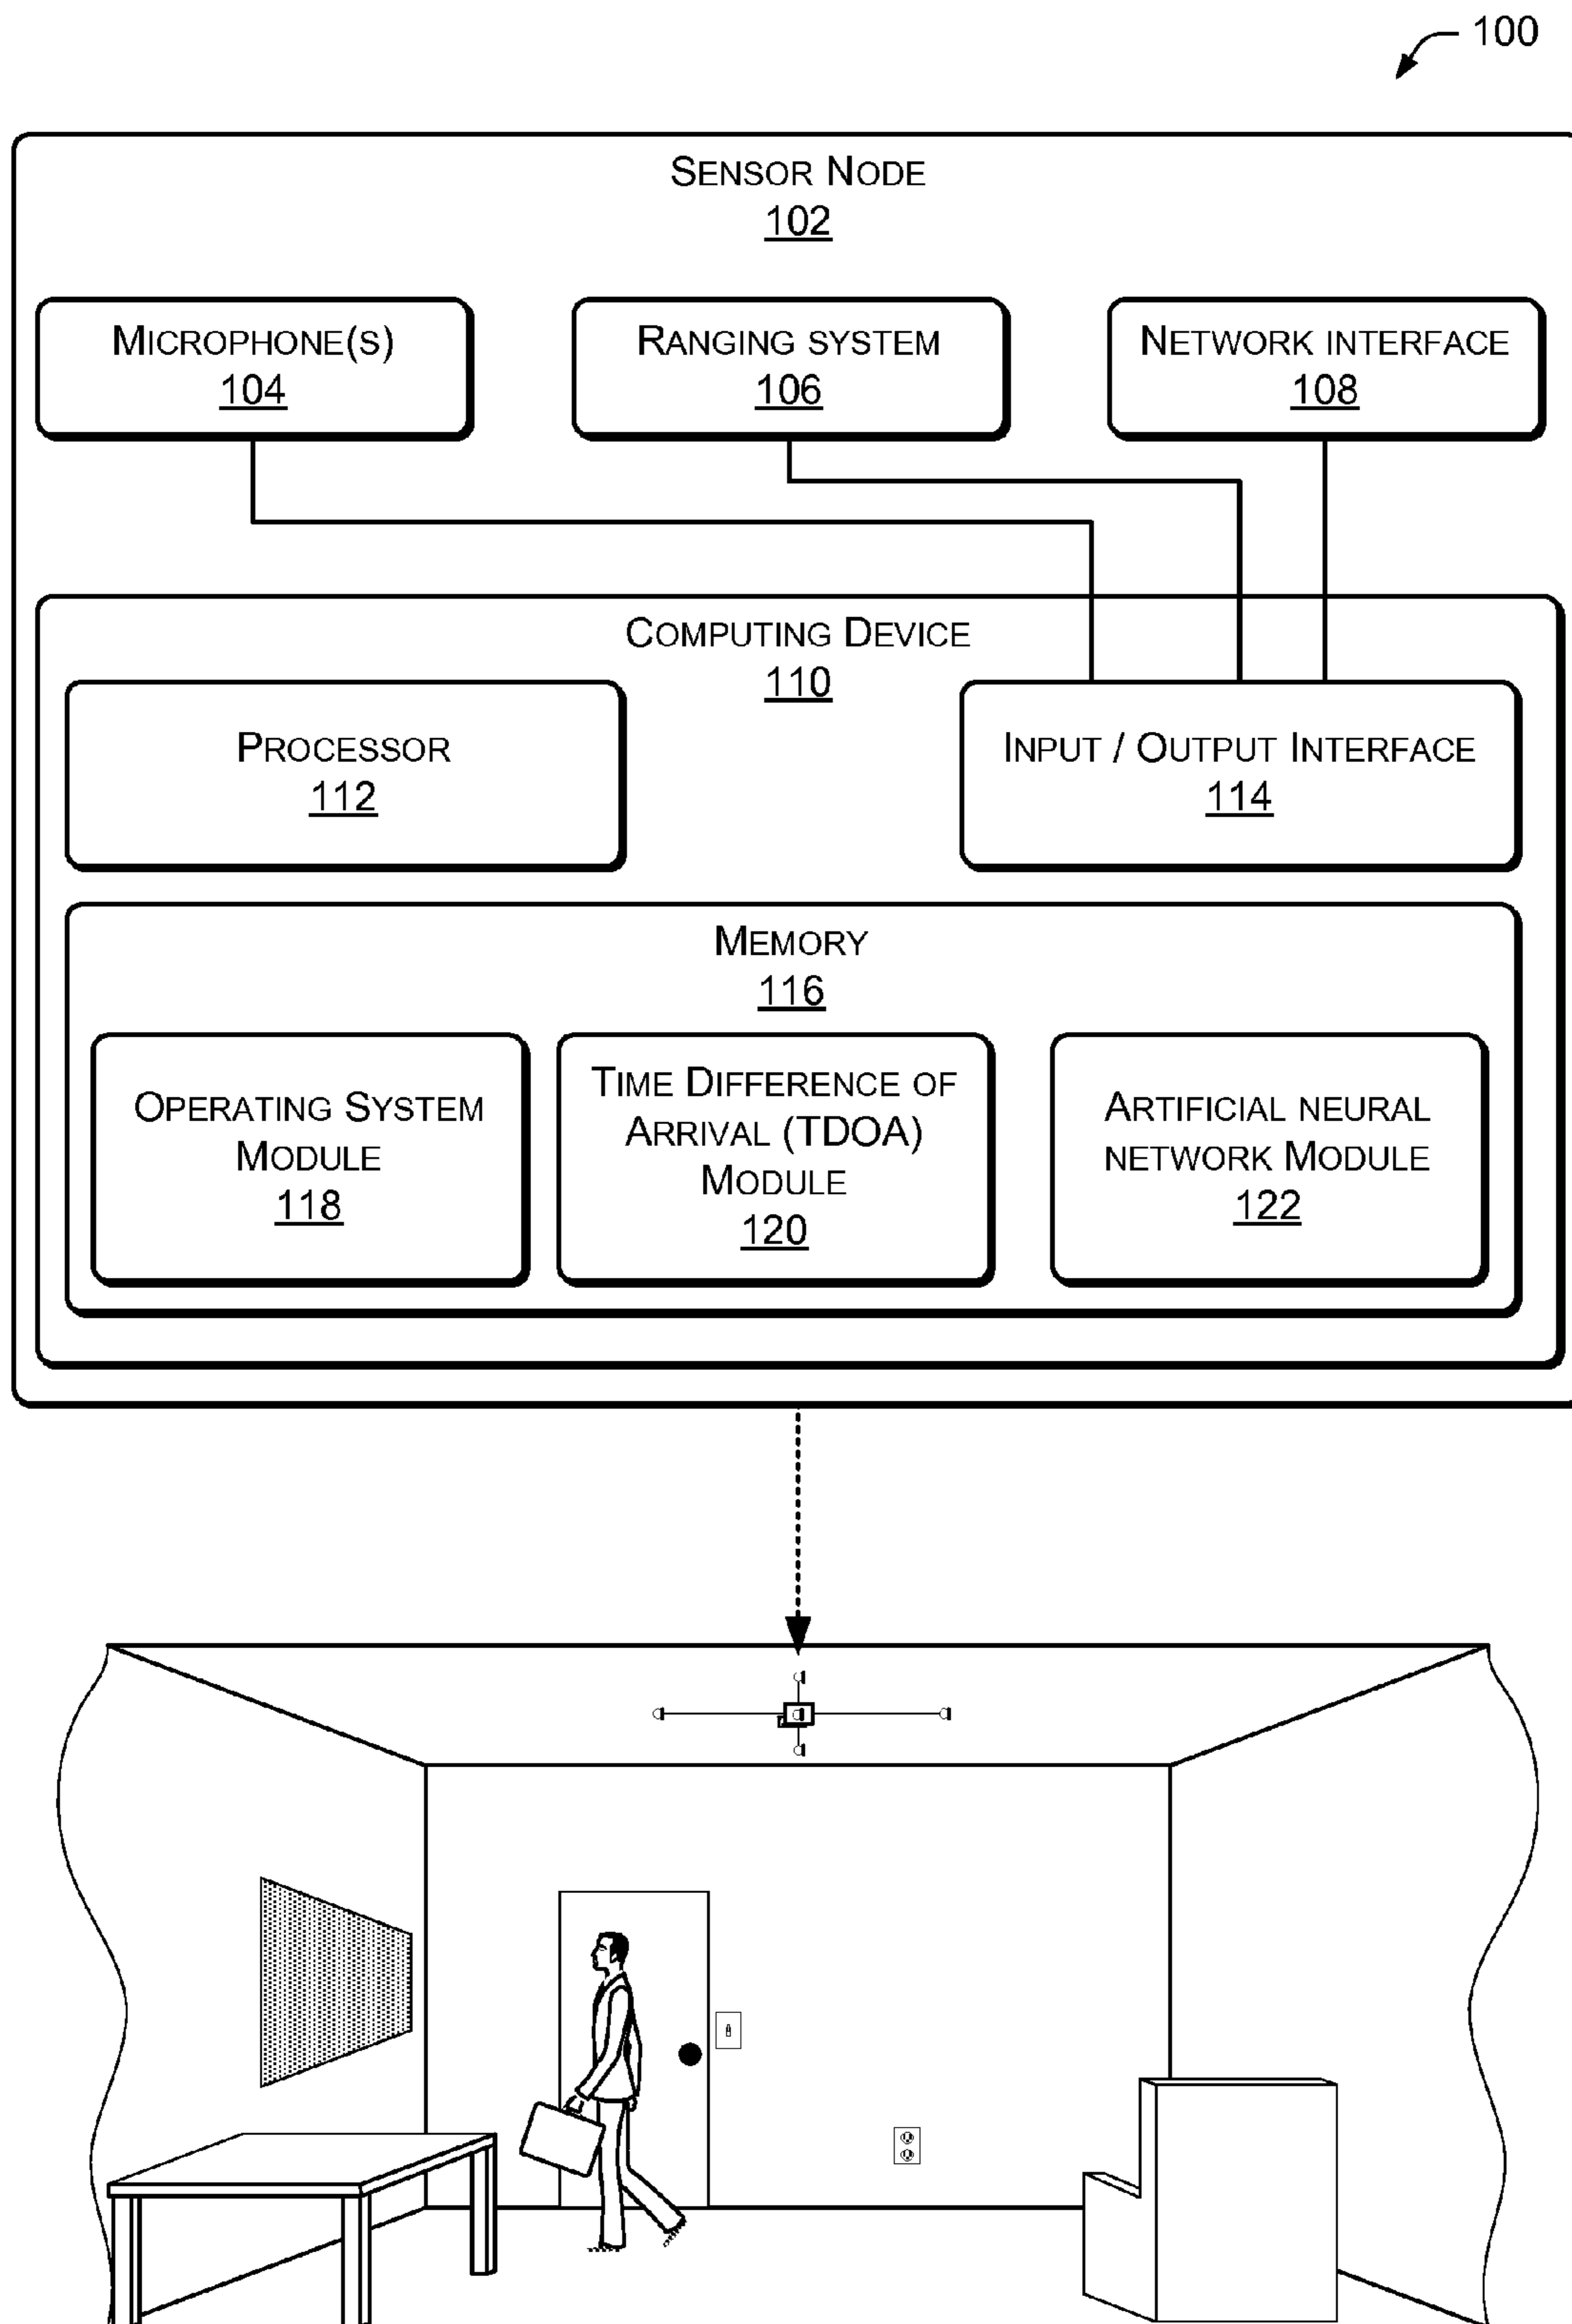 100
SENSOR NODE
102
MICROPHONE(S)
104
RANGING SYSTEM
106
NETWORK INTERFACE
108
COMPUTING DEVICE
110
PROCESSOR
112
INPUT / OUTPUT INTERFACE
114
MEMORY
116
OPERATING SYSTEM
MODULE
118
TIME DIFFERENCE OF
ARRIVAL (TDOA)
MODULE
120
ARTIFICIAL NEURAL
NETWORK MODULE
122